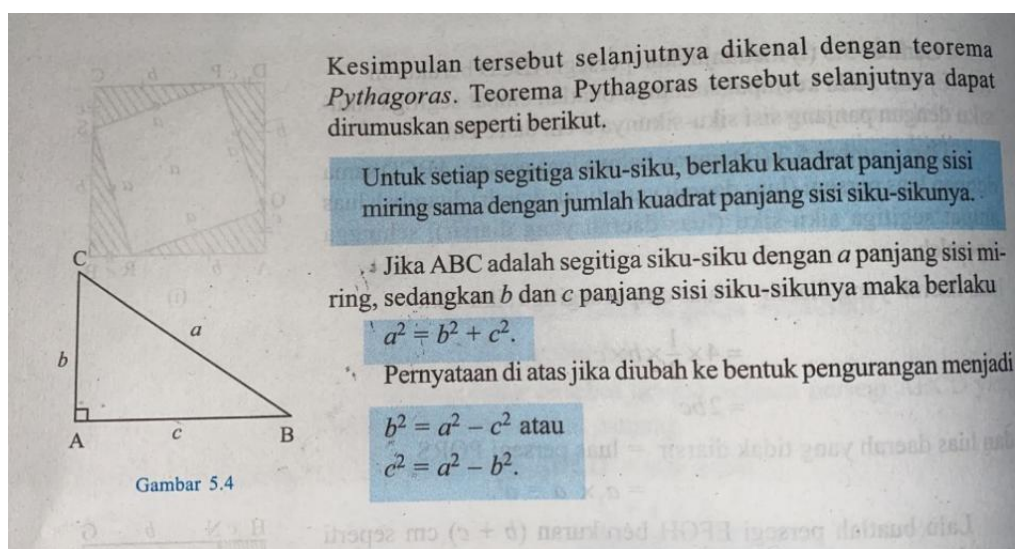 Kesimpulan tersebut selanjutnya dikenal dengan teorema
Pythagoras. Teorema Pythagoras tersebut selanjutnya dapat
dirumuskan seperti berikut.
Untuk setiap segitiga siku-siku, berlaku kuadrat panjang sisi
miring sama dengan jumlah kuadrat panjang sisi siku-sikunya.
Jika ABC adalah segitiga siku-siku dengan a panjang sisi mi-
ring, sedangkan b dan c panjang sisi siku-sikunya maka berlaku
a² = b² + c².
Pernyataan di atas jika diubah ke bentuk pengurangan menjadi
b² = a² – c² atau
c² = a² – b².
C
a
b
A
c
B
Gambar 5.4